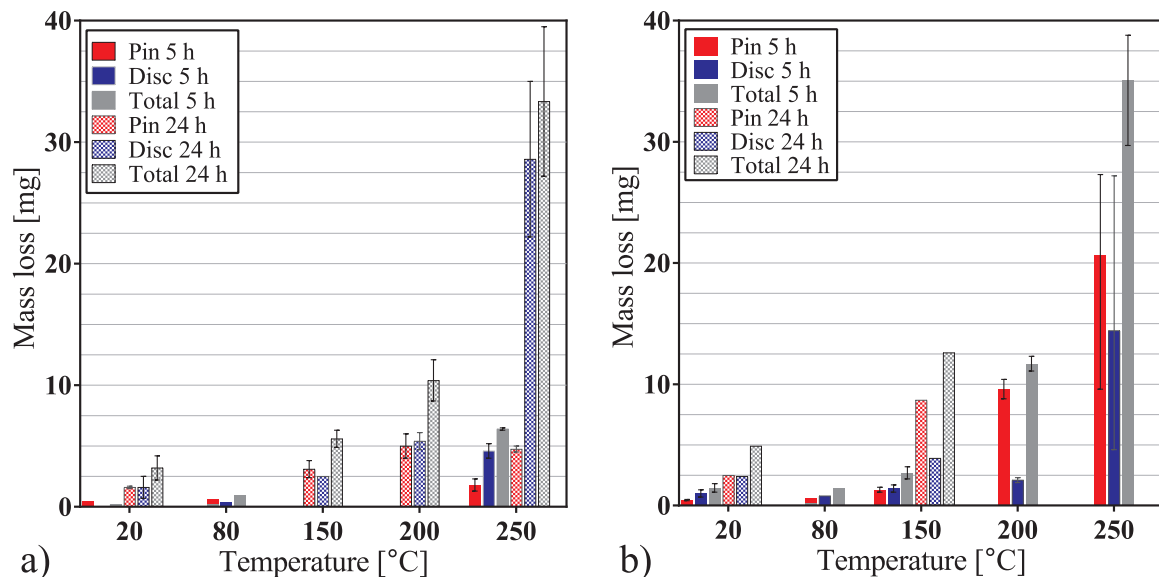 40
30
20
10
0
Mass loss [mg]
Pin 5 h
Disc 5 h
Total 5 h
Pin 24 h
Disc 24 h
Total 24 h
20 80 150 200 250
Temperature [°C]
a)
40
30
20
10
0
Mass loss [mg]
Pin 5 h
Disc 5 h
Total 5 h
Pin 24 h
Disc 24 h
Total 24 h
20 80 150 200 250
Temperature [°C]
b)